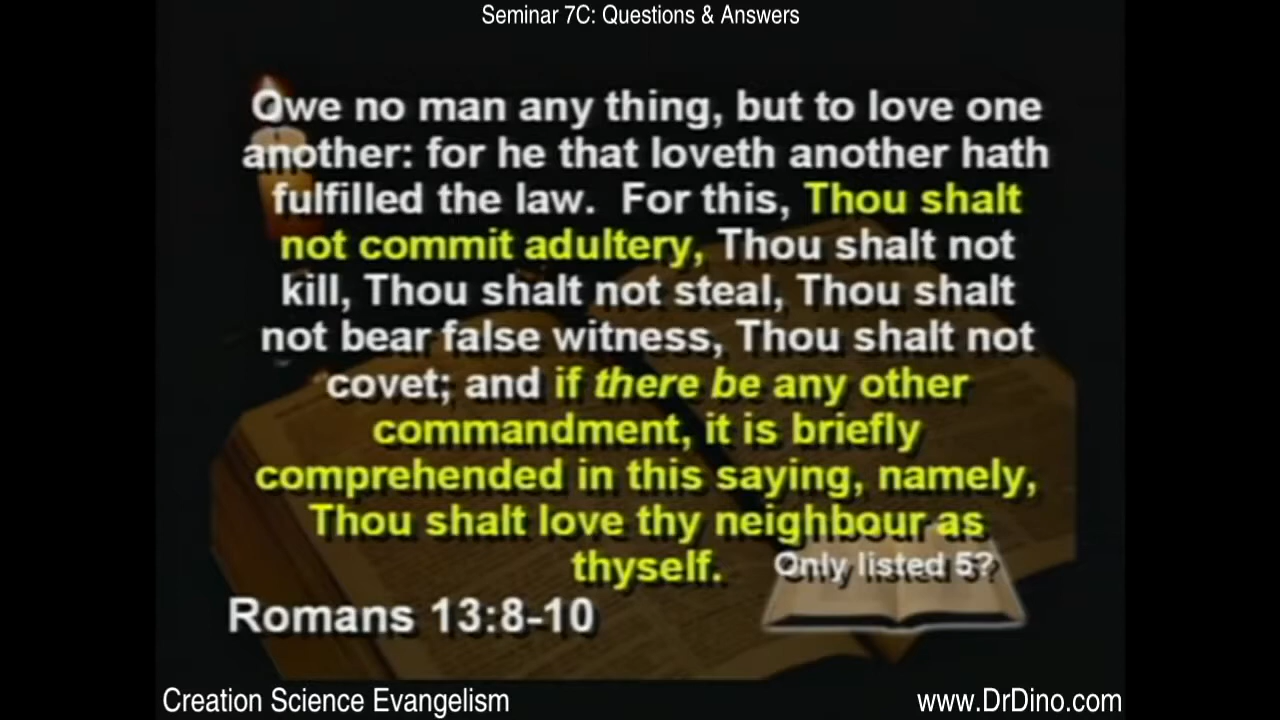 Seminar 7C: Questions & Answers
Owe no man any thing, but to love one
another: for he that loveth another hath
fulfilled the law. For this, Thou shalt
not commit adultery, Thou shalt not
kill, Thou shalt not steal, Thou shalt
not bear false witness, Thou shalt not
covet; and if there be any other
commandment, it is briefly
comprehended in this saying, namely,
Thou shalt love thy neighbour as
thyself.
Only listed 5?
Romans 13:8-10
Creation Science Evangelism
www.DrDino.com